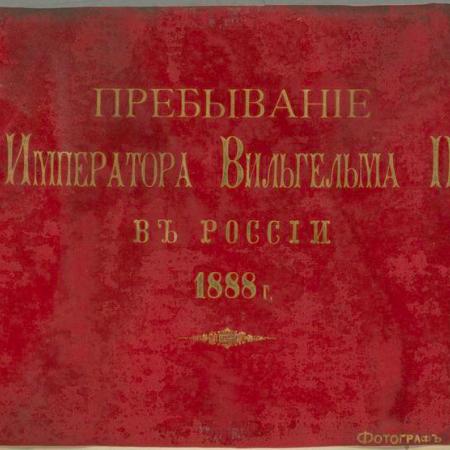 ПРЕБЫВАНІЕ
ИМПЕРАТОРА ВИЛЬГЕЛЬМА
ВЪ РОССІИ
1888 г.
ФОТОГРАФЪ